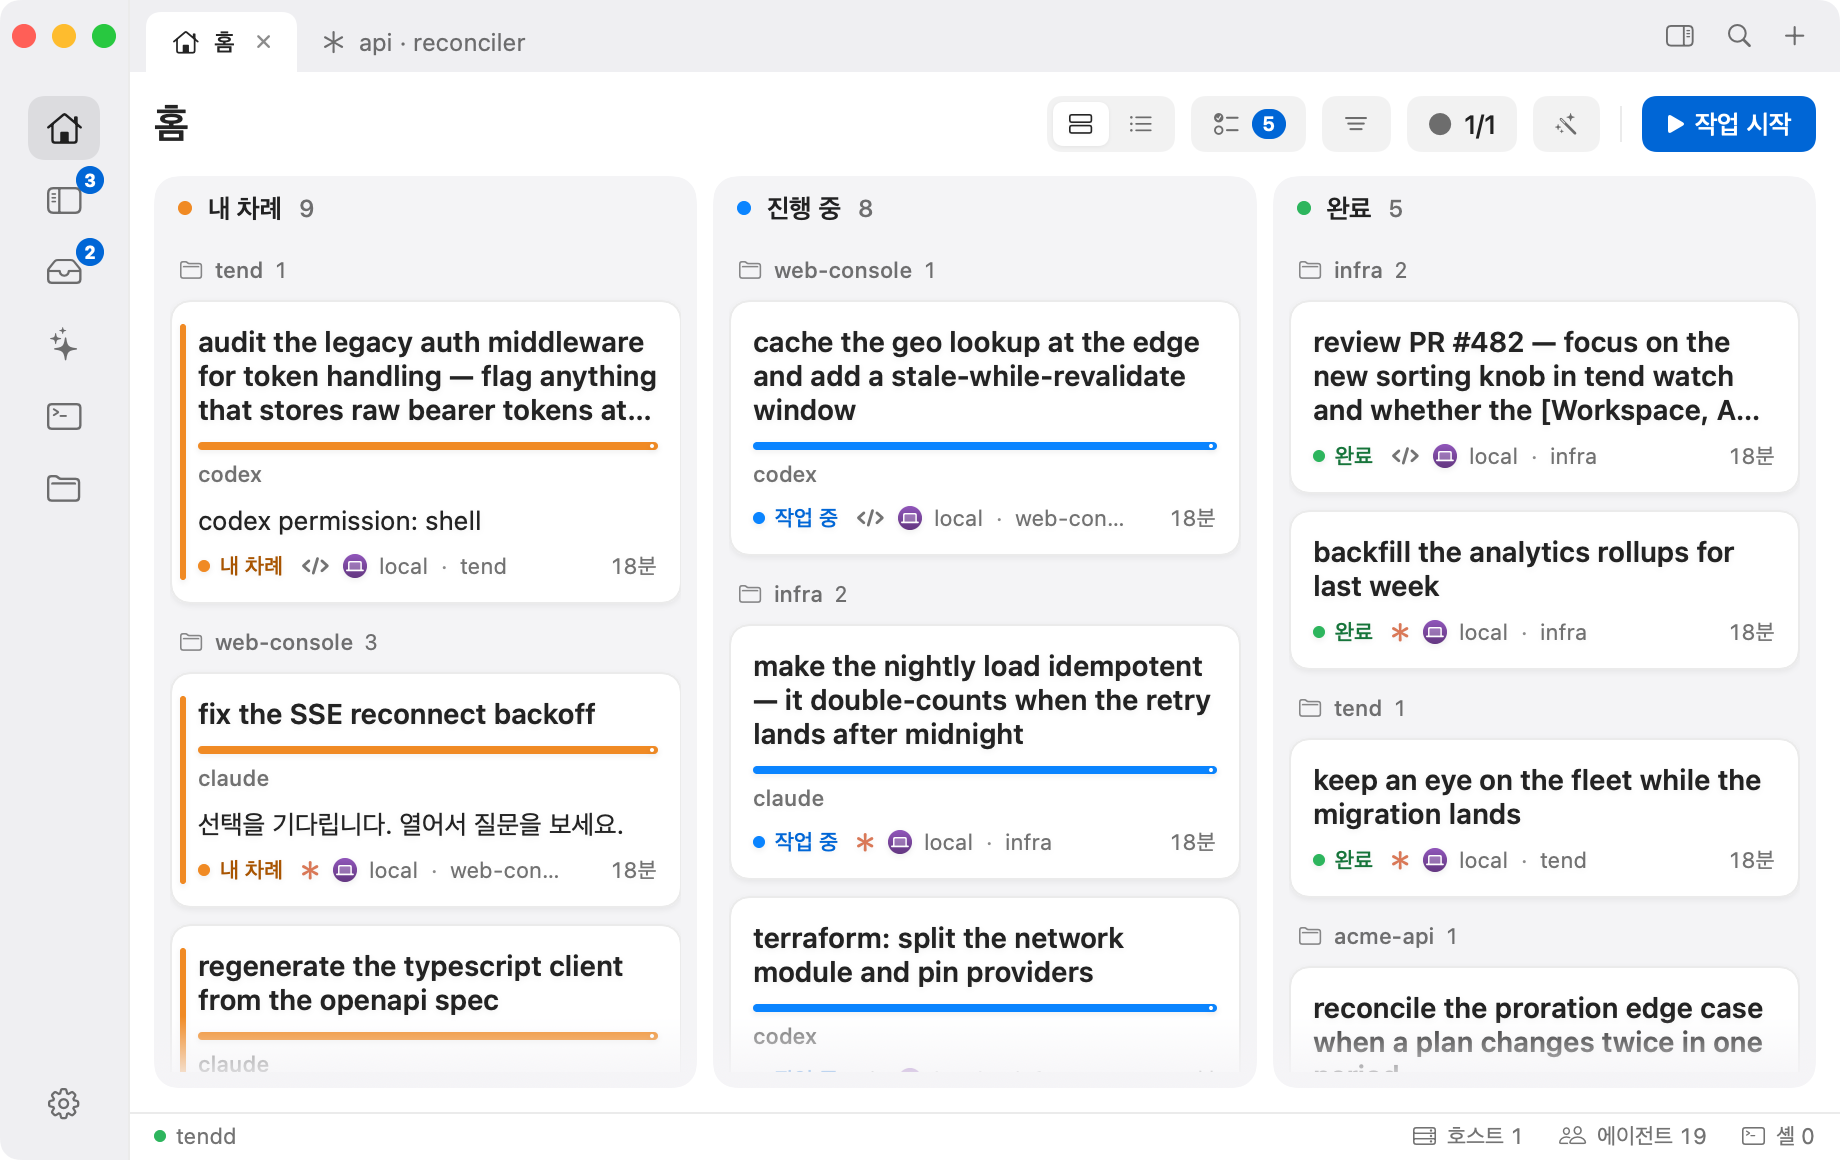 홈
api · reconciler
3
2
홈
5
1/1
작업 시작
내 차례 9
tend 1
audit the legacy auth middleware
for token handling — flag anything
that stores raw bearer tokens at...
codex
codex permission: shell
내 차례 local · tend 18분
web-console 3
fix the SSE reconnect backoff
claude
선택을 기다립니다. 열어서 질문을 보세요.
내 차례 local · web-con... 18분
regenerate the typescript client
from the openapi spec
claude
진행 중 8
web-console 1
cache the geo lookup at the edge
and add a stale-while-revalidate
window
codex
작업 중 local · web-con... 18분
infra 2
make the nightly load idempotent
— it double-counts when the retry
lands after midnight
claude
작업 중 local · infra 18분
terraform: split the network
module and pin providers
codex
완료 5
infra 2
review PR #482 — focus on the
new sorting knob in tend watch
and whether the [Workspace, A...
완료 local · infra 18분
backfill the analytics rollups for
last week
완료 local · infra 18분
tend 1
keep an eye on the fleet while the
migration lands
완료 local · tend 18분
acme-api 1
reconcile the proration edge case
when a plan changes twice in one
period
tendd
호스트 1
에이전트 19
셸 0